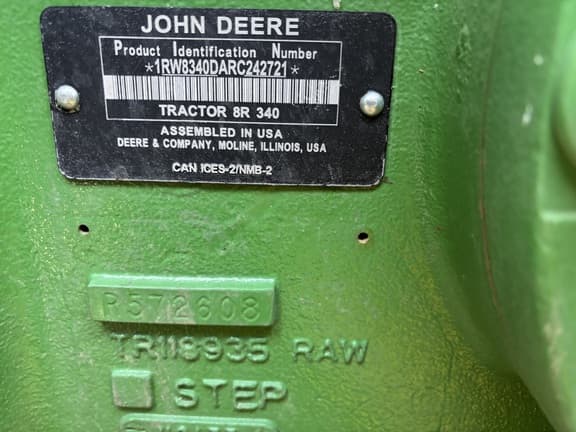 JOHN DEERE
Product Identification Number
*1RW8340DARC242721*
TRACTOR 8R 340
ASSEMBLED IN USA
DEERE & COMPANY, MOLINE, ILLINOIS, USA
CAN ICES-2/NMB-2
R572608
TR118935 RAW
STEP